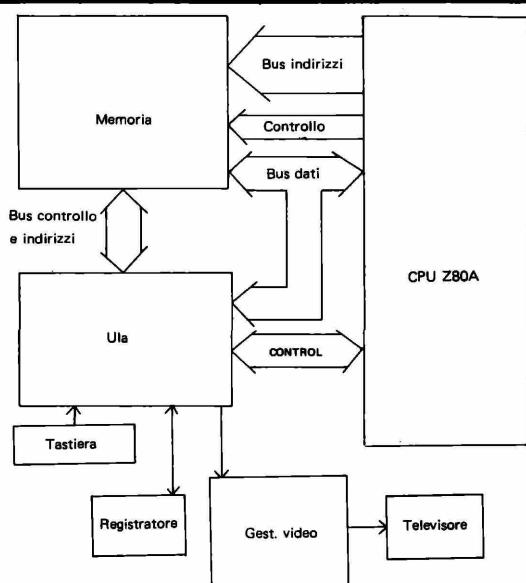 Bus indirizzi
Memoria
Controllo
Bus dati
Bus controllo
e indirizzi
CPU Z80A
Ula
CONTROL
Tastiera
Registratore
Gest. video
Televisore